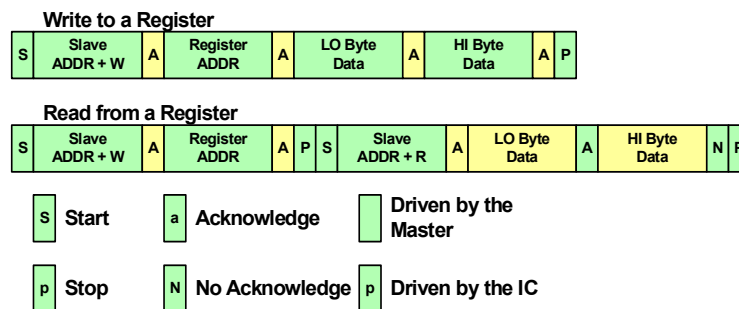 Write to a Register
S Slave ADDR + W A Register ADDR A LO Byte Data A HI Byte Data A P
Read from a Register
S Slave ADDR + W A Register ADDR A P S Slave ADDR + R A LO Byte Data A HI Byte Data N P
S Start a Acknowledge Driven by the Master
p Stop N No Acknowledge p Driven by the IC